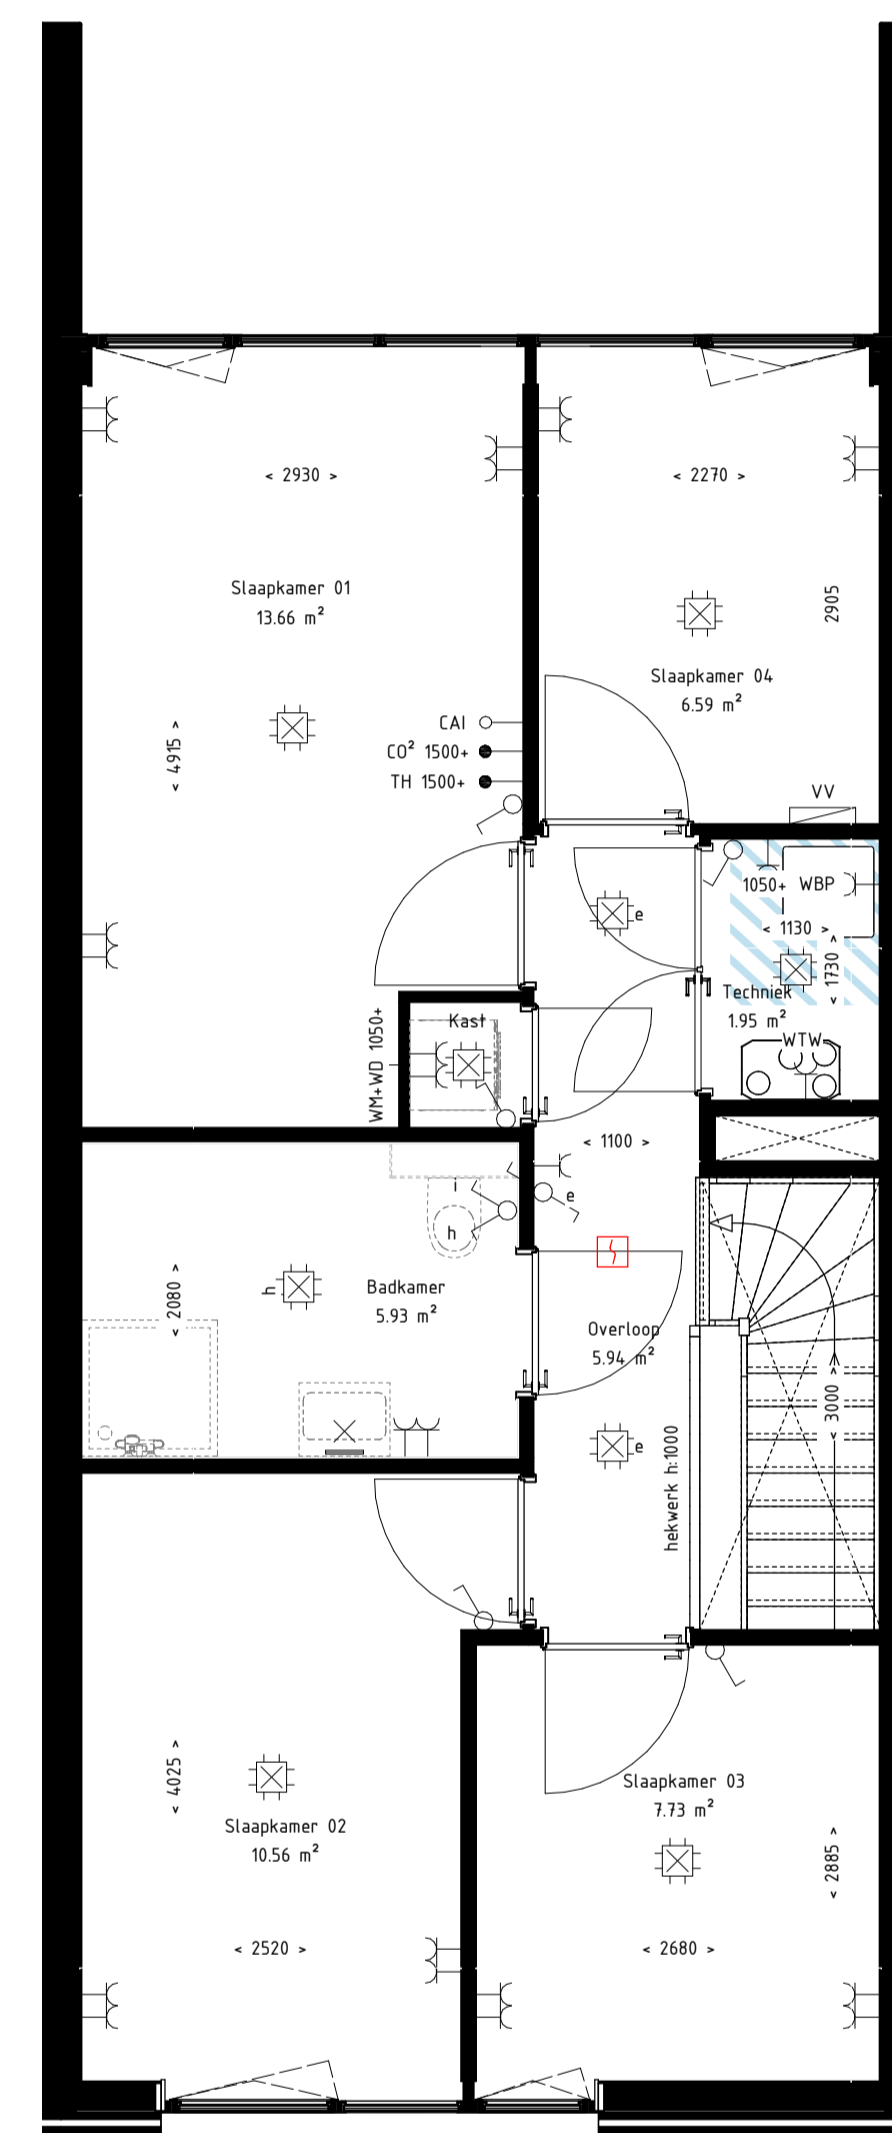 < 2930 >
< 2270 >
Slaapkamer 01
13.66 m²
2905
Slaapkamer 04
6.59 m²
< 4915 >
CAI
CO² 1500+
TH 1500+
VV
1050+ WBP
e
< 1130 >
< 1730 >
Techniek
1.95 m²
WTW
Kast
WM+WD 1050+
< 1100 >
i
e
h
h
Badkamer
5.93 m²
< 2080 >
Overloop
5.94 m²
< 3000 >
e
hekwerk h:1000
Slaapkamer 03
7.73 m²
< 4025 >
Slaapkamer 02
10.56 m²
< 2885 >
< 2520 >
< 2680 >